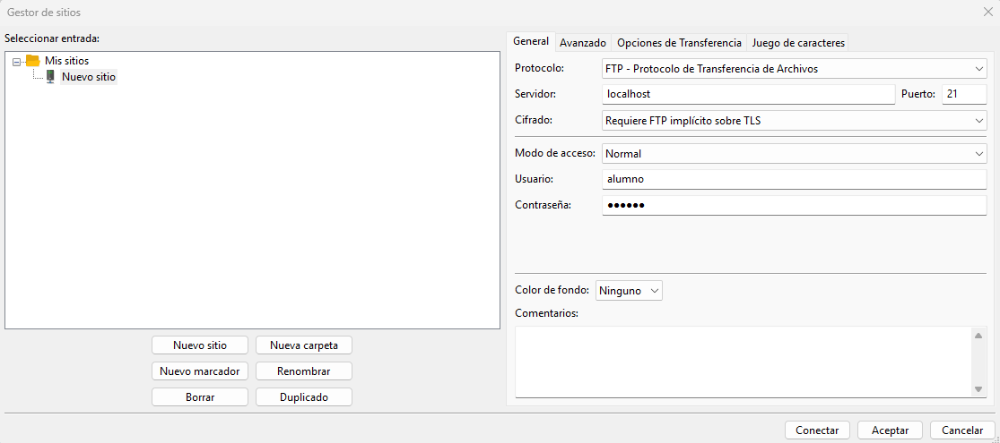 Gestor de sitios
Seleccionar entrada:
Mis sitios
Nuevo sitio
Nuevo sitio
Nueva carpeta
Nuevo marcador
Renombrar
Borrar
Duplicado
General
Avanzado
Opciones de Transferencia
Juego de caracteres
Protocolo:
FTP - Protocolo de Transferencia de Archivos
Servidor:
localhost
Puerto:
21
Cifrado:
Requiere FTP implícito sobre TLS
Modo de acceso:
Normal
Usuario:
alumno
Contraseña:
●●●●●●
Color de fondo:
Ninguno
Comentarios:
Conectar
Aceptar
Cancelar